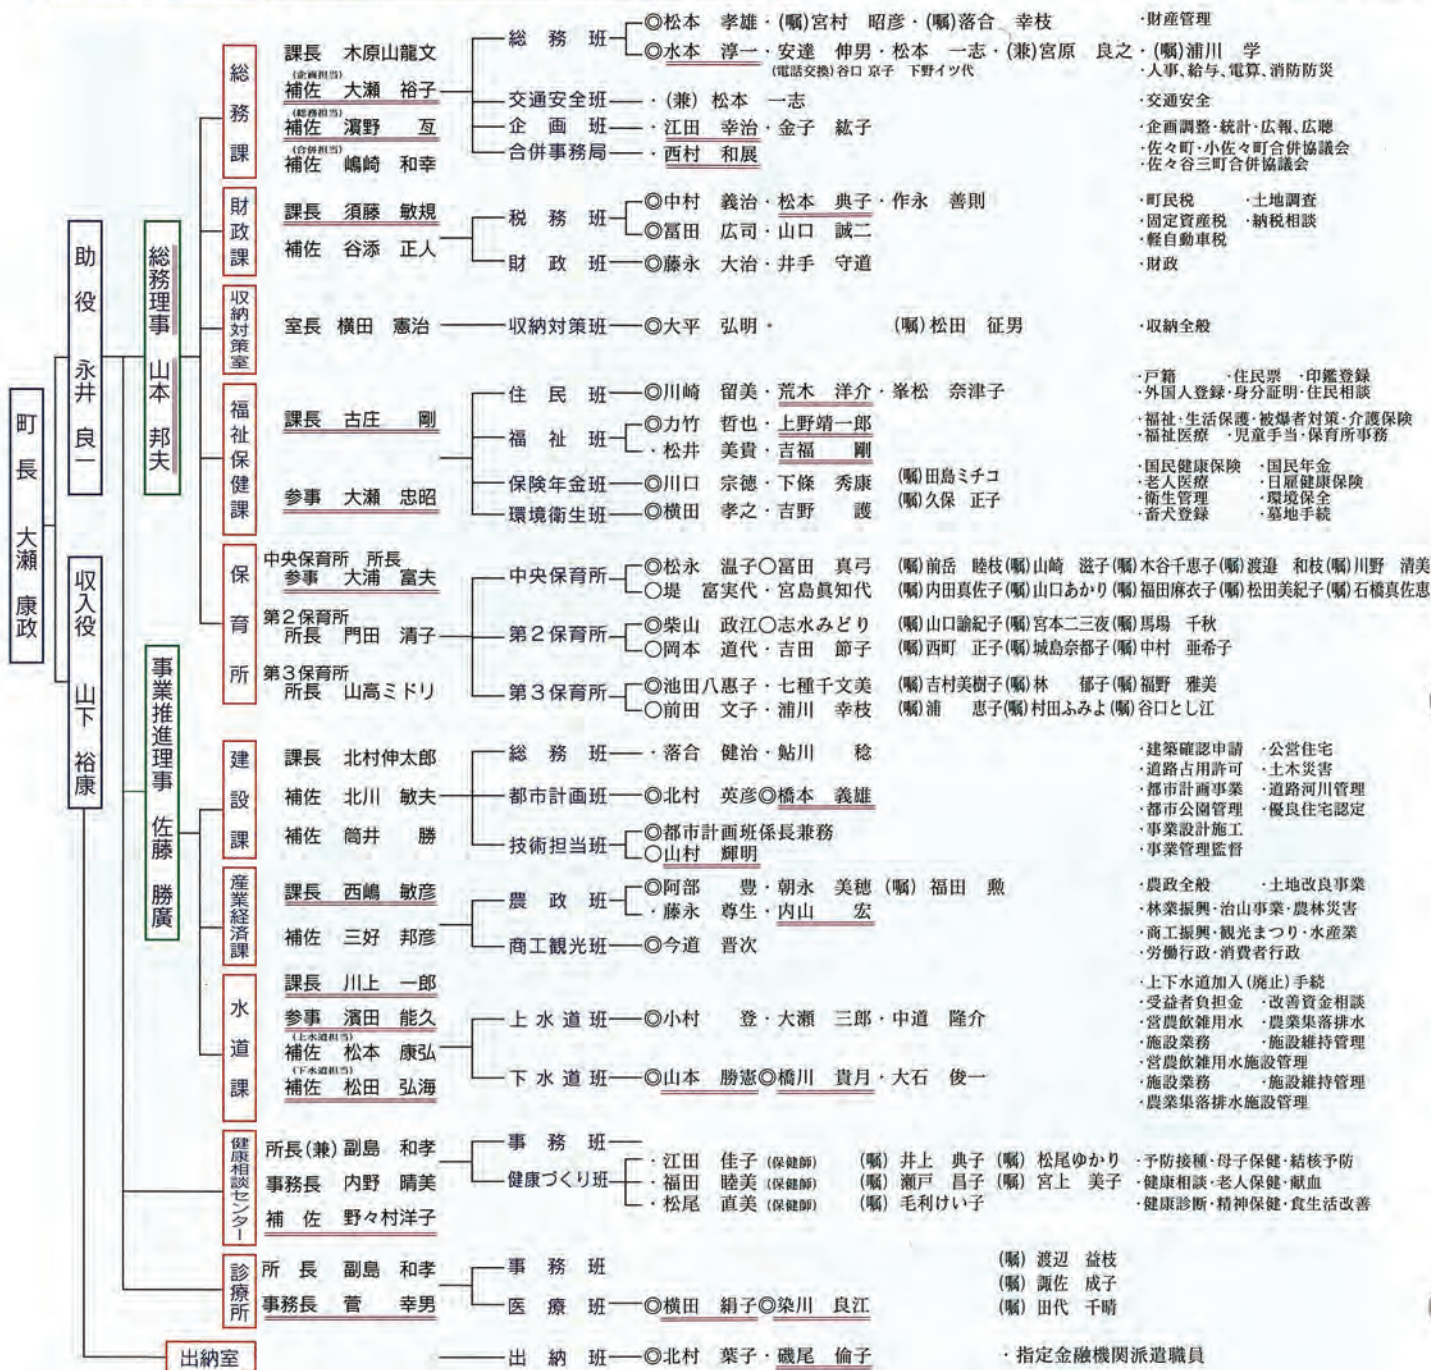 町長　大瀬　康政
助役　永井　良一
収入役　山下　裕康
総務理事　山本　邦夫
事業推進理事　佐藤　勝廣
総務課
課長　木原山龍文
(企画担当)
補佐　大瀬　裕子
(総務担当)
補佐　濵野　亙
(合併担当)
補佐　嶋崎　和幸
総務班　◎松本　孝雄・(嘱)宮村　昭彦・(嘱)落合　幸枝　・財産管理
◎水本　淳一・安達　伸男・松本　一志・(兼)宮原　良之・(嘱)浦川　学
(電話交換)谷口 京子　下野イツ代　・人事、給与、電算、消防防災
交通安全班　・(兼) 松本　一志　・交通安全
企画班　・江田　幸治・金子　紘子　・企画調整・統計・広報、広聴
合併事務局　・西村　和展　・佐々町・小佐々町合併協議会
・佐々谷三町合併協議会
財政課
課長　須藤　敏規
補佐　谷添　正人
税務班　◎中村　義治・松本　典子・作永　善則　・町民税　・土地調査
・固定資産税　・納税相談
◎冨田　広司・山口　誠二　・軽自動車税
財政班　◎藤永　大治・井手　守道　・財政
収納対策室
室長　横田　憲治　収納対策班　◎大平　弘明・　(嘱)松田　征男　・収納全般
福祉保健課
課長　古庄　剛
参事　大瀬　忠昭
住民班　◎川崎　留美・荒木　洋介・峯松　奈津子　・戸籍　・住民票　・印鑑登録
・外国人登録・身分証明・住民相談
福祉班　◎力竹　哲也・上野靖一郎　・福祉・生活保護・被爆者対策・介護保険
・松井　美貴・吉福　剛　・福祉医療　・児童手当・保育所事務
保険年金班　◎川口　宗徳・下條　秀康　(嘱)田島ミチコ　・国民健康保険　・国民年金
・老人医療　・日雇健康保険
環境衛生班　◎横田　孝之・吉野　護　(嘱)久保　正子　・衛生管理　・環境保全
・畜犬登録　・墓地手続
保育所
中央保育所　所長
参事　大浦　富夫
第2保育所
所長　門田　清子
第3保育所
所長　山高ミドリ
中央保育所　◎松永　温子〇冨田　真弓　(嘱)前岳　睦枝(嘱)山崎　滋子(嘱)木谷千恵子(嘱)渡邉　和枝(嘱)川野　清美
〇堤　富実代・宮島眞知代　(嘱)内田真佐子(嘱)山口あかり(嘱)福田麻衣子(嘱)松田美紀子(嘱)石橋真佐恵
第2保育所　◎柴山　政江〇志水みどり　(嘱)山口諭紀子(嘱)宮本二三夜(嘱)馬場　千秋
〇岡本　道代・吉田　節子　(嘱)西町　正子(嘱)城島奈都子(嘱)中村　亜希子
第3保育所　◎池田八恵子・七種千文美　(嘱)吉村美樹子(嘱)林　郁子(嘱)福野　雅美
〇前田　文子・浦川　幸枝　(嘱)浦　恵子(嘱)村田ふみよ(嘱)谷口とし江
建設課
課長　北村伸太郎
補佐　北川　敏夫
補佐　筒井　勝
総務班　・落合　健治・鮎川　稔　・建築確認申請　・公営住宅
・道路占用許可　・土木災害
都市計画班　◎北村　英彦◎橋本　義雄　・都市計画事業　・道路河川管理
・都市公園管理　・優良住宅認定
技術担当班　◎都市計画班係長兼務　・事業設計施工
〇山村　輝明　・事業管理監督
産業経済課
課長　西嶋　敏彦
補佐　三好　邦彦
農政班　◎阿部　豊・朝永　美穂 (嘱) 福田　勲　・農政全般　・土地改良事業
・藤永　尊生・内山　宏　・林業振興・治山事業・農林災害
商工観光班　◎今道　晋次　・商工振興・観光まつり・水産業
・労働行政・消費者行政
水道課
課長　川上　一郎
参事　濱田　能久
(上水道担当)
補佐　松本　康弘
(下水道担当)
補佐　松田　弘海
上水道班　◎小村　登・大瀬　三郎・中道　隆介
下水道班　◎山本　勝憲◎橋川　貴月・大石　俊一
・上下水道加入(廃止)手続
・受益者負担金　・改善資金相談
・営農飲雑用水　・農業集落排水
・施設業務　・施設維持管理
・営農飲雑用水施設管理
・施設業務　・施設維持管理
・農業集落排水施設管理
健康相談センター
所長(兼) 副島　和孝
事務長　内野　晴美
補佐　野々村洋子
事務班
健康づくり班　・江田　佳子 (保健師)　(嘱) 井上　典子 (嘱) 松尾ゆかり　・予防接種・母子保健・結核予防
・福田　睦美 (保健師)　(嘱) 瀬戸　昌子 (嘱) 宮上　美子　・健康相談・老人保健・献血
・松尾　直美 (保健師)　(嘱) 毛利けい子　・健康診断・精神保健・食生活改善
診療所
所長　副島　和孝
事務長　菅　幸男
事務班　(嘱) 渡辺　益枝
(嘱) 諏佐　成子
医療班　◎横田　絹子◎染川　良江　(嘱) 田代　千晴
出納室　出納班　◎北村　葉子・磯尾　倫子　・指定金融機関派遣職員